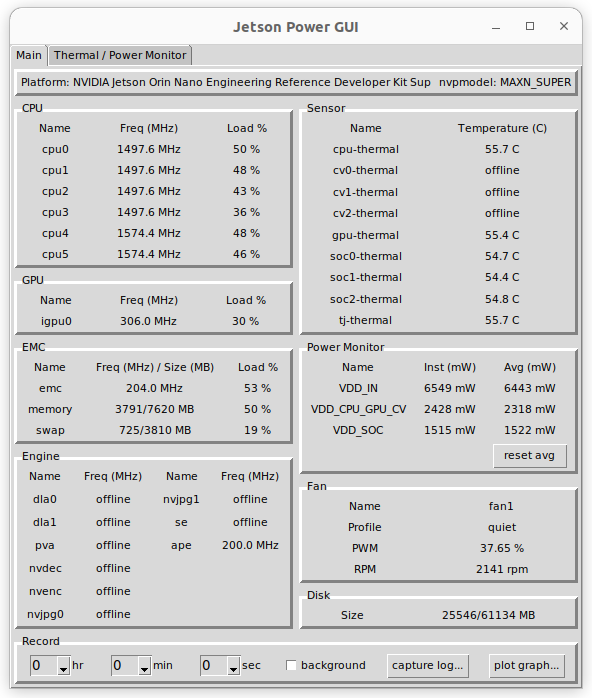 Jetson Power GUI
Main Thermal / Power Monitor
Platform: NVIDIA Jetson Orin Nano Engineering Reference Developer Kit Sup nvpmodel: MAXN_SUPER
CPU
Name Freq (MHz) Load %
cpu0 1497.6 MHz 50 %
cpu1 1497.6 MHz 48 %
cpu2 1497.6 MHz 43 %
cpu3 1497.6 MHz 36 %
cpu4 1574.4 MHz 48 %
cpu5 1574.4 MHz 46 %
GPU
Name Freq (MHz) Load %
igpu0 306.0 MHz 30 %
EMC
Name Freq (MHz) / Size (MB) Load %
emc 204.0 MHz 53 %
memory 3791/7620 MB 50 %
swap 725/3810 MB 19 %
Engine
Name Freq (MHz) Name Freq (MHz)
dla0 offline nvjpg1 offline
dla1 offline se offline
pva offline ape 200.0 MHz
nvdec offline
nvenc offline
nvjpg0 offline
Sensor
Name Temperature (C)
cpu-thermal 55.7 C
cv0-thermal offline
cv1-thermal offline
cv2-thermal offline
gpu-thermal 55.4 C
soc0-thermal 54.7 C
soc1-thermal 54.4 C
soc2-thermal 54.8 C
tj-thermal 55.7 C
Power Monitor
Name Inst (mW) Avg (mW)
VDD_IN 6549 mW 6443 mW
VDD_CPU_GPU_CV 2428 mW 2318 mW
VDD_SOC 1515 mW 1522 mW
reset avg
Fan
Name fan1
Profile quiet
PWM 37.65 %
RPM 2141 rpm
Disk
Size 25546/61134 MB
Record
0 hr 0 min 0 sec background capture log... plot graph...